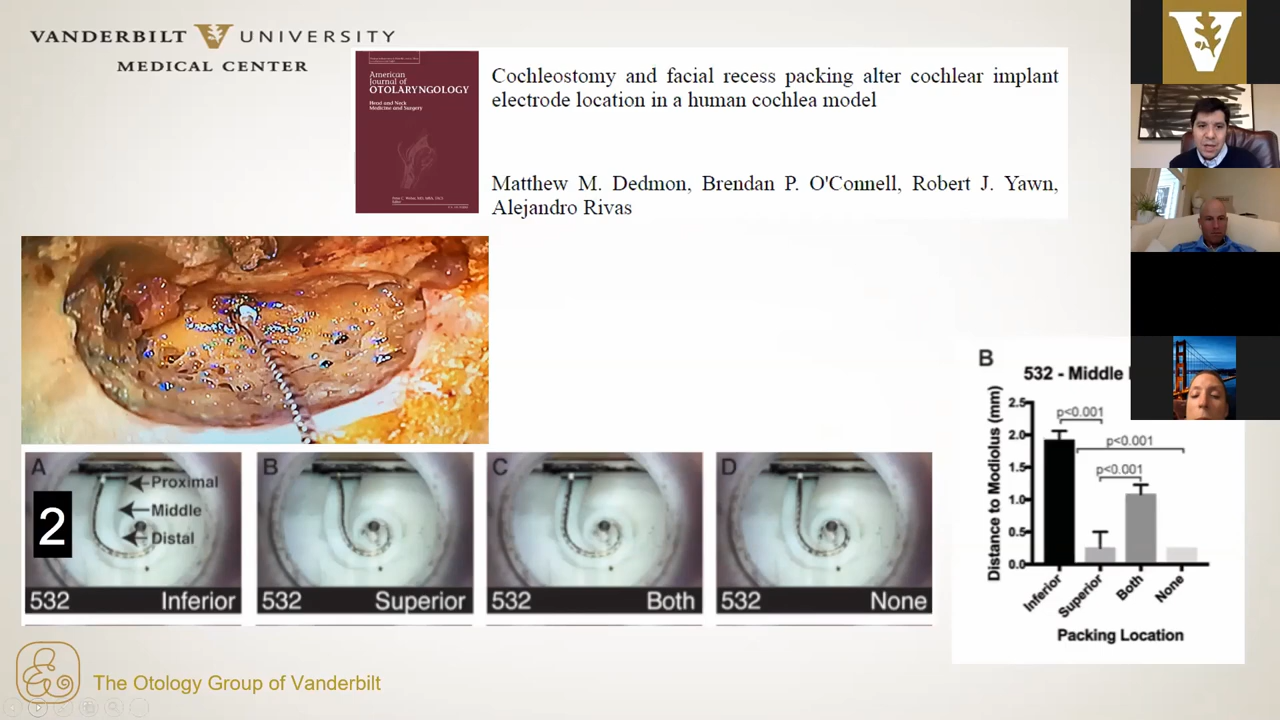 VANDERBILT V UNIVERSITY
MEDICAL CENTER
American
Journal of
OTOLARYNGOLOGY
Head and Neck
Medicine and Surgery
Cochleostomy and facial recess packing alter cochlear implant
electrode location in a human cochlea model
Matthew M. Dedmon, Brendan P. O'Connell, Robert J. Yawn,
Alejandro Rivas
V
A
Proximal
Middle
Distal
2
532 Inferior
B
532 Superior
C
532 Both
D
532 None
B
532 - Middle
Distance to Modiolus (mm)
2.5
2.0
1.5
1.0
0.5
0.0
p<0.001
p<0.001
p<0.001
Inferior
Superior
Both
None
Packing Location
The Otology Group of Vanderbilt